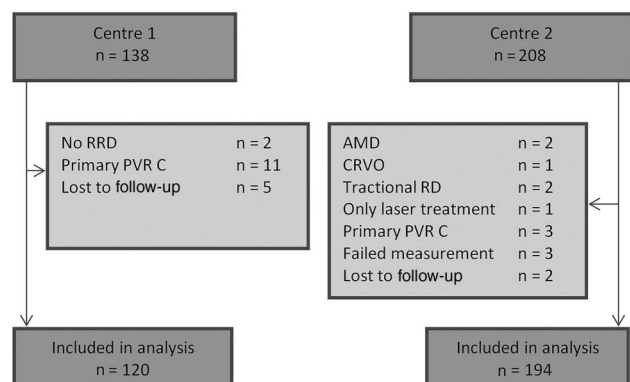 Centre 1
n = 138
Centre 2
n = 208
No RRD n = 2
Primary PVR C n = 11
Lost to follow-up n = 5
AMD n = 2
CRVO n = 1
Tractional RD n = 2
Only laser treatment n = 1
Primary PVR C n = 3
Failed measurement n = 3
Lost to follow-up n = 2
Included in analysis
n = 120
Included in analysis
n = 194